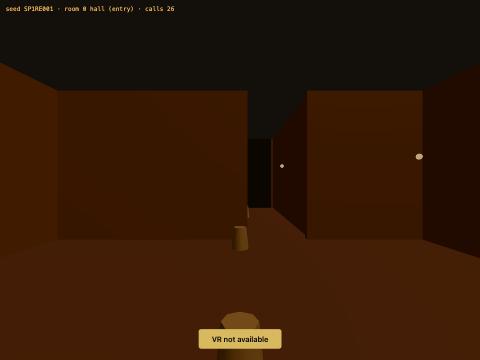 seed SP1RE001 · room 0 hall (entry) · calls 26
VR not available